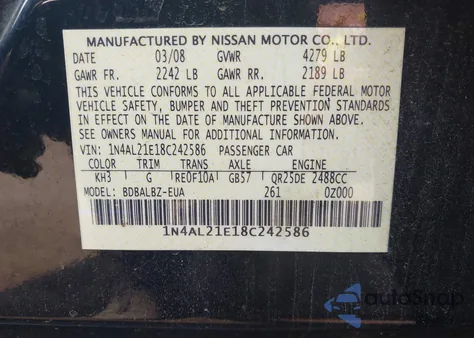 MANUFACTURED BY NISSAN MOTOR CO., LTD.
DATE 03/08 GVWR 4279 LB
GAWR FR. 2242 LB GAWR RR. 2189 LB
THIS VEHICLE CONFORMS TO ALL APPLICABLE FEDERAL MOTOR
VEHICLE SAFETY, BUMPER AND THEFT PREVENTION STANDARDS
IN EFFECT ON THE DATE OF MANUFACTURE SHOWN ABOVE.
SEE OWNERS MANUAL FOR ADDITIONAL INFORMATION.
VIN: 1N4AL21E18C242586 PASSENGER CAR
COLOR TRIM TRANS AXLE ENGINE
KH3 G RE0F10A GB57 QR25DE 2488CC
MODEL: BDBALBZ-EUA 261 0Z000
1N4AL21E18C242586
autoSnap